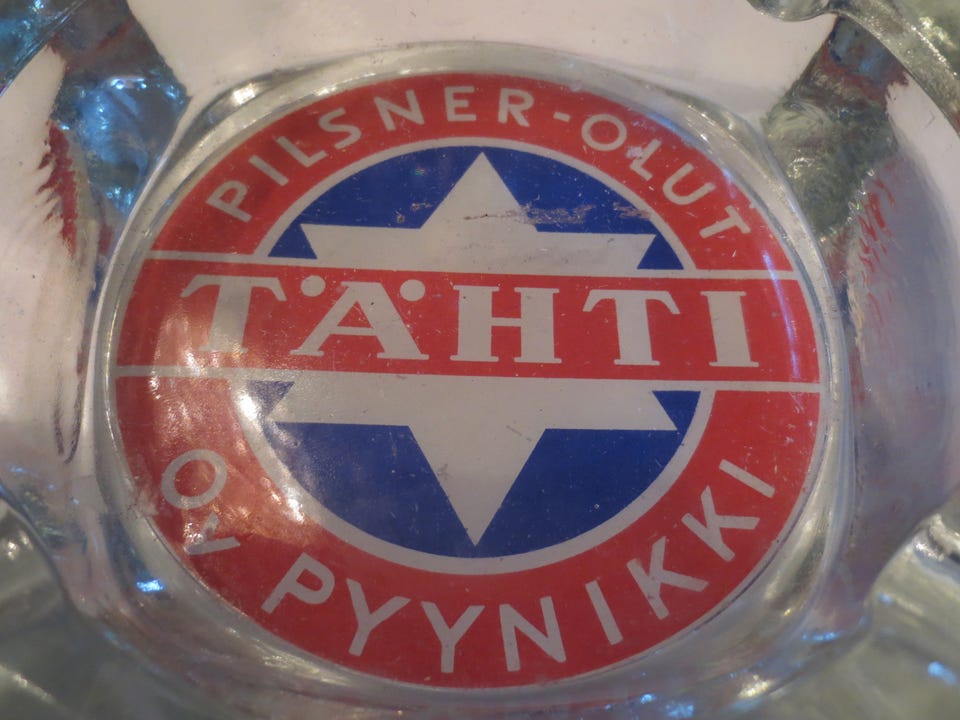 PILSNER-OLUT
TÄHTI
OY PYYNIKKI